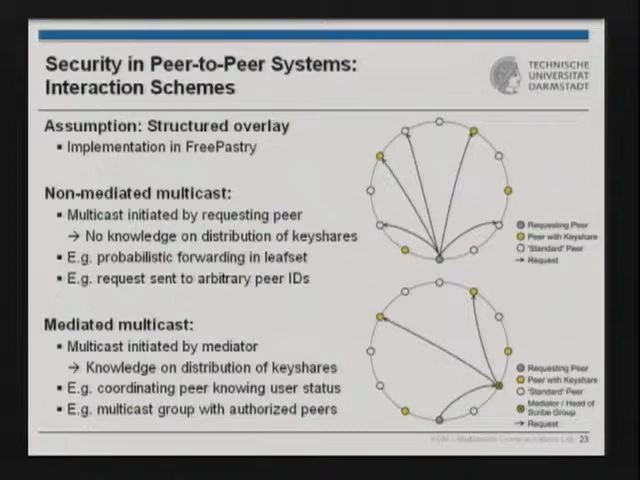 Security in Peer-to-Peer Systems:
Interaction Schemes
TECHNISCHE
UNIVERSITÄT
DARMSTADT
Assumption: Structured overlay
▪ Implementation in FreePastry
Non-mediated multicast:
▪ Multicast initiated by requesting peer
→ No knowledge on distribution of keyshares
▪ E.g. probabilistic forwarding in leafset
▪ E.g. request sent to arbitrary peer IDs
Requesting Peer
Peer with Keyshare
"Standard" Peer
Request
Mediated multicast:
▪ Multicast initiated by mediator
→ Knowledge on distribution of keyshares
▪ E.g. coordinating peer knowing user status
▪ E.g. multicast group with authorized peers
Requesting Peer
Peer with Keyshare
"Standard" Peer
Mediator / Head of
Scribe Group
Request
KOM – Multimedia Communications Lab 23